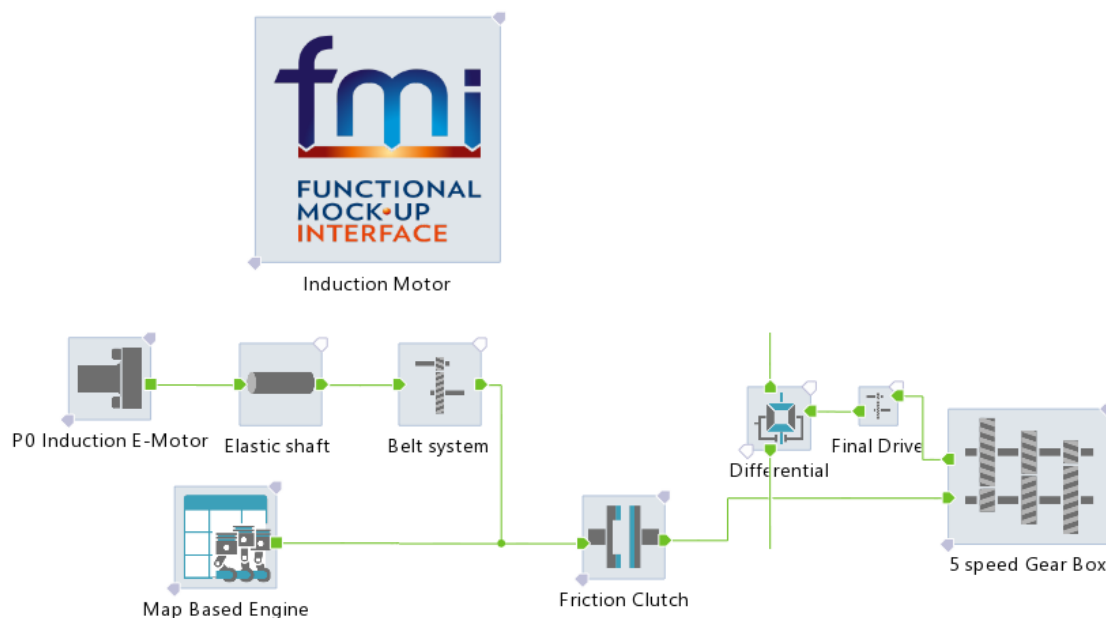 fmi
FUNCTIONAL
MOCK-UP
INTERFACE
Induction Motor
P0 Induction E-Motor
Elastic shaft
Belt system
Differential
Final Drive
5 speed Gear Box
Map Based Engine
Friction Clutch